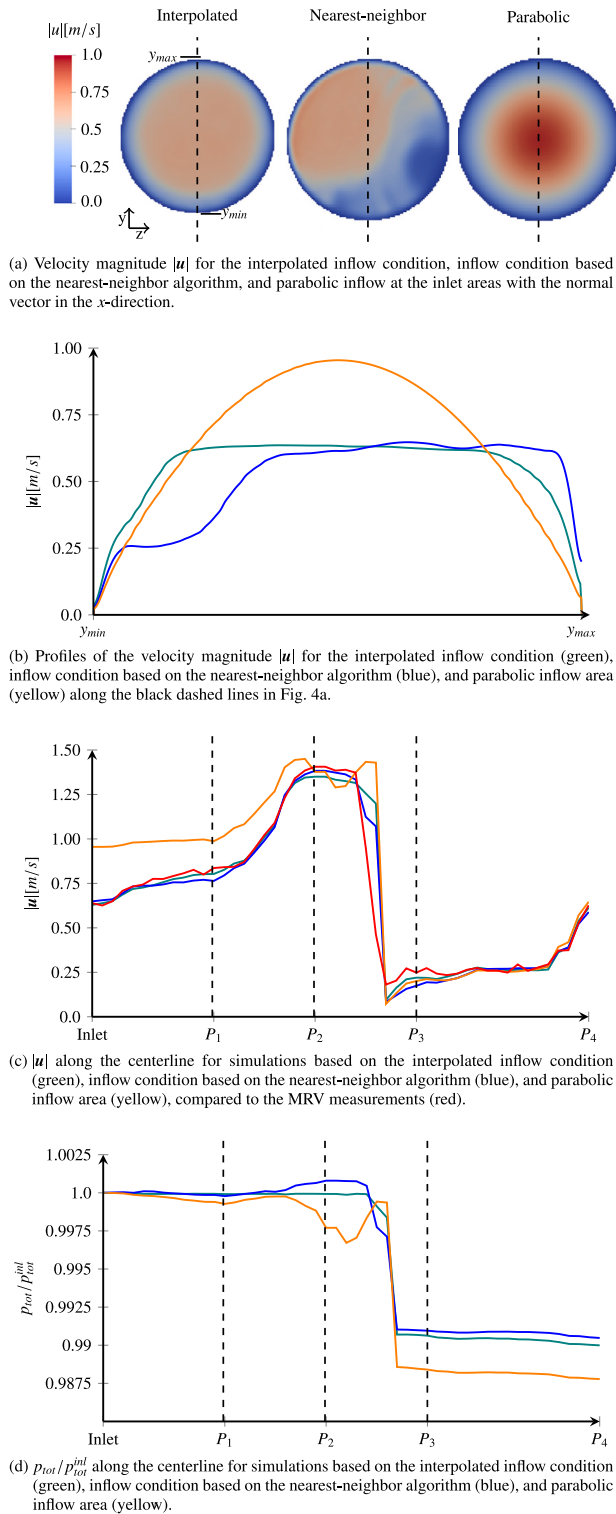 Interpolated Nearest-neighbor Parabolic
|u|[m/s]
y_max
1.0
0.75
0.5
0.25
0.0
y
z
y_min
(a) Velocity magnitude |u| for the interpolated inflow condition, inflow condition based
on the nearest-neighbor algorithm, and parabolic inflow at the inlet areas with the normal
vector in the x-direction.
1.00
0.75
0.50
0.25
0.0
|u|[m/s]
y_min y_max
(b) Profiles of the velocity magnitude |u| for the interpolated inflow condition (green),
inflow condition based on the nearest-neighbor algorithm (blue), and parabolic inflow area
(yellow) along the black dashed lines in Fig. 4a.
1.50
1.25
1.00
0.75
0.50
0.25
0.0
|u|[m/s]
Inlet P_1 P_2 P_3 P_4
(c) |u| along the centerline for simulations based on the interpolated inflow condition
(green), inflow condition based on the nearest-neighbor algorithm (blue), and parabolic
inflow area (yellow), compared to the MRV measurements (red).
1.0025
1.0
0.9975
0.995
0.9925
0.99
0.9875
p_tot/p_tot^inl
Inlet P_1 P_2 P_3 P_4
(d) p_tot/p_tot^inl along the centerline for simulations based on the interpolated inflow condition
(green), inflow condition based on the nearest-neighbor algorithm (blue), and parabolic
inflow area (yellow).